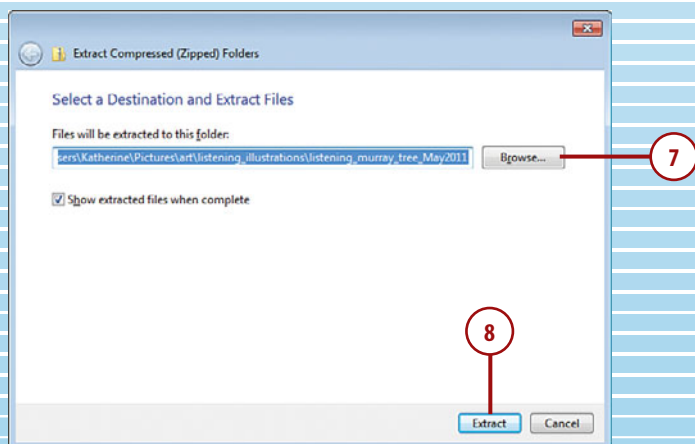 Extract Compressed (Zipped) Folders
Select a Destination and Extract Files
Files will be extracted to this folder:
sers\Katherine\Pictures\art\listening_illustrations\listening_murray_tree_May2011
Browse...
7
Show extracted files when complete
8
Extract
Cancel